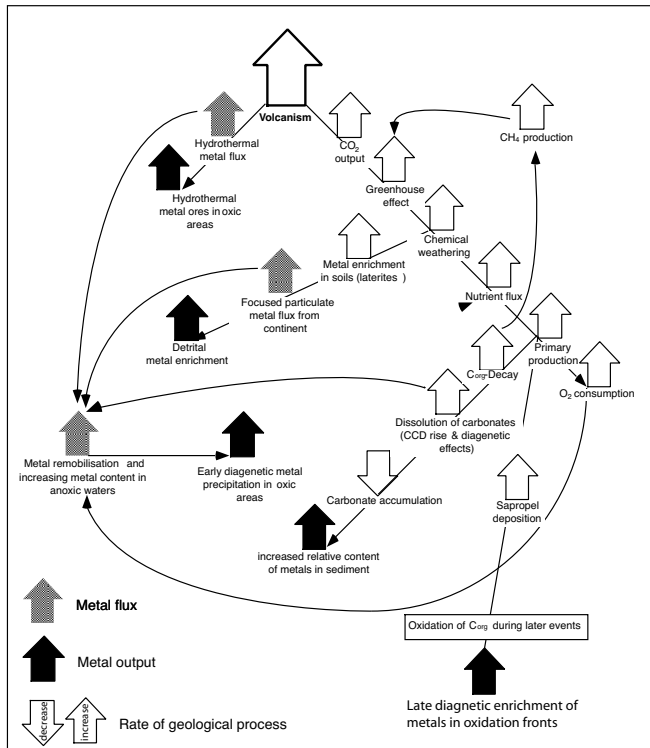 Volcanism
Hydrothermal
metal flux
CO2
output
CH4 production
Greenhouse
effect
Hydrothermal
metal ores in oxic
areas
Chemical
weathering
Metal enrichment
in soils (laterites )
Nutrient flux
Focused particulate
metal flux from
continent
Detrital
metal enrichment
Primary
production
Corg-Decay
O2 consumption
Dissolution of carbonates
(CCD rise & diagenetic
effects)
Metal remobilisation and
increasing metal content in
anoxic waters
Early diagenetic metal
precipitation in oxic
areas
Carbonate accumulation
Sapropel
deposition
increased relative content
of metals in sediment
Metal flux
Oxidation of Corg during later events
Metal output
Late diagnetic enrichment of
metals in oxidation fronts
decrease
increase
Rate of geological process